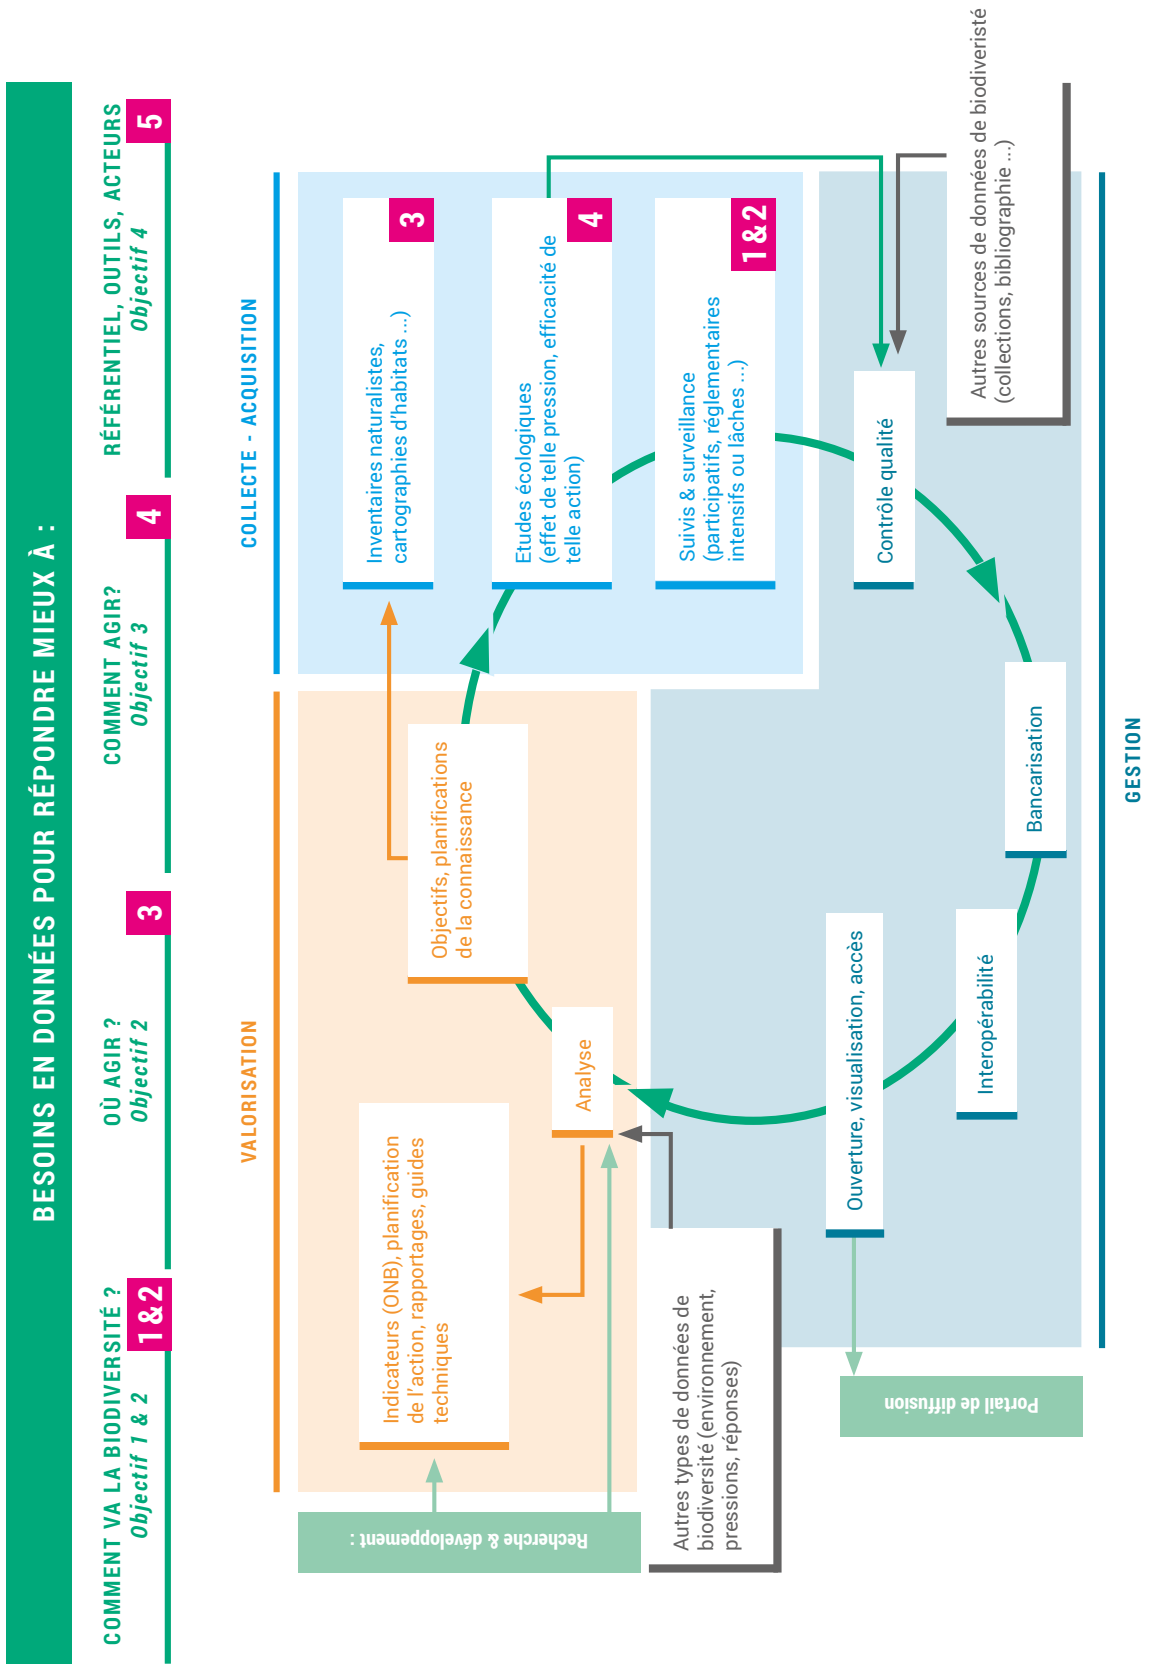 BESOINS EN DONNÉES POUR RÉPONDRE MIEUX À :
COMMENT VA LA BIODIVERSITÉ ?
Objectif 1 & 2
1&2
OÙ AGIR ?
Objectif 2
3
COMMENT AGIR?
Objectif 3
4
RÉFÉRENTIEL, OUTILS, ACTEURS
Objectif 4
5
VALORISATION
COLLECTE - ACQUISITION
Recherche & développement :
Indicateurs (ONB), planification
de l'action, rapportages, guides
techniques
Objectifs, planifications
de la connaissance
Analyse
Inventaires naturalistes,
cartographies d'habitats ...)
3
Etudes écologiques
(effet de telle pression, efficacité de
telle action)
4
Suivis & surveillance
(participatifs, réglementaires
intensifs ou lâches ...)
1&2
Autres types de données de
biodiversité (environnement,
pressions, réponses)
Portail de diffusion
Ouverture, visualisation, accès
Interopérabilité
Bancarisation
Contrôle qualité
Autres sources de données de biodiveristé
(collections, bibliographie ...)
GESTION